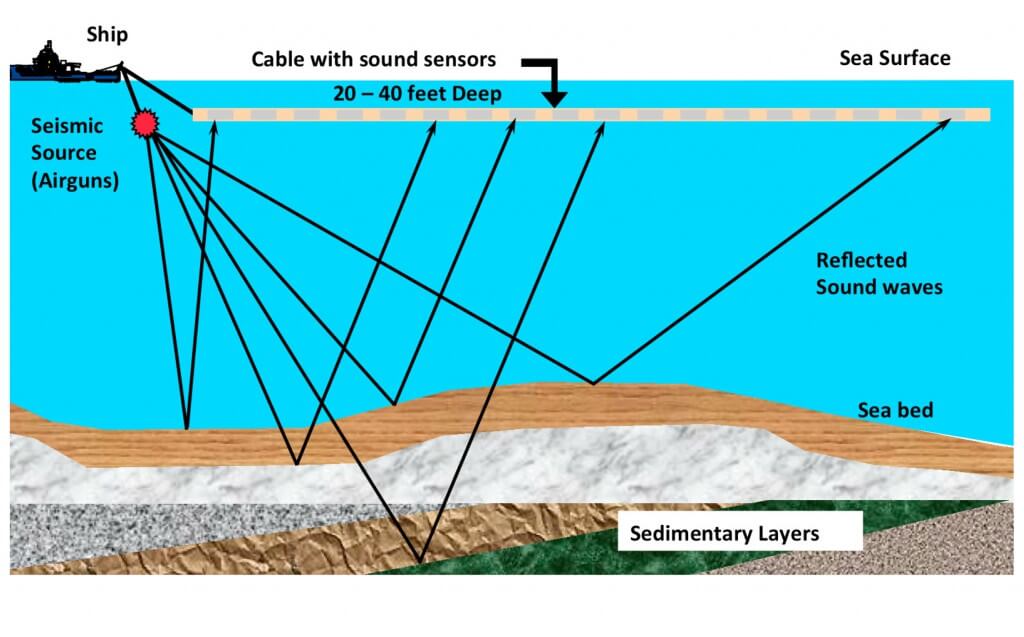 Ship
Cable with sound sensors
Sea Surface
20 – 40 feet Deep
Seismic
Source
(Airguns)
Reflected
Sound waves
Sea bed
Sedimentary Layers